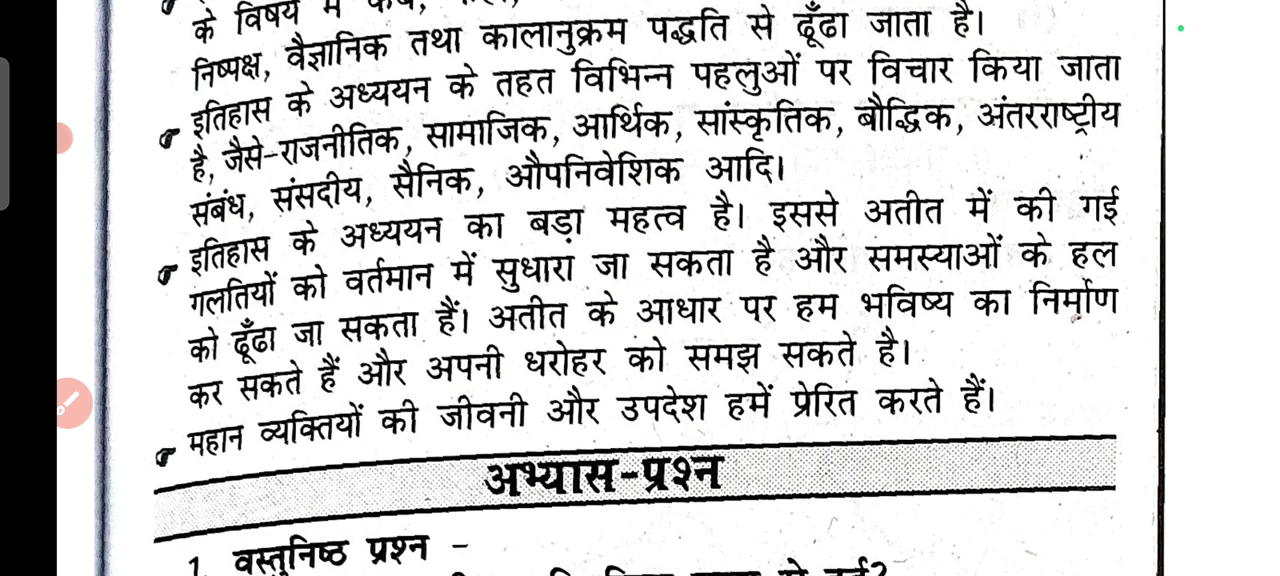 के विषय में
निष्पक्ष, वैज्ञानिक तथा कालानुक्रम पद्धति से ढूँढा जाता है।
इतिहास के अध्ययन के तहत विभिन्न पहलुओं पर विचार किया जाता
है, जैसे-राजनीतिक, सामाजिक, आर्थिक, सांस्कृतिक, बौद्धिक, अंतरराष्ट्रीय
संबंध, संसदीय, सैनिक, औपनिवेशिक आदि।
इतिहास के अध्ययन का बड़ा महत्व है। इससे अतीत में की गई
गलतियों को वर्तमान में सुधारा जा सकता है और समस्याओं के हल
को ढूँढा जा सकता हैं। अतीत के आधार पर हम भविष्य का निर्माण
कर सकते हैं और अपनी धरोहर को समझ सकते है।
महान व्यक्तियों की जीवनी और उपदेश हमें प्रेरित करते हैं।
अभ्यास-प्रश्न
1. वस्तुनिष्ठ प्रश्न -